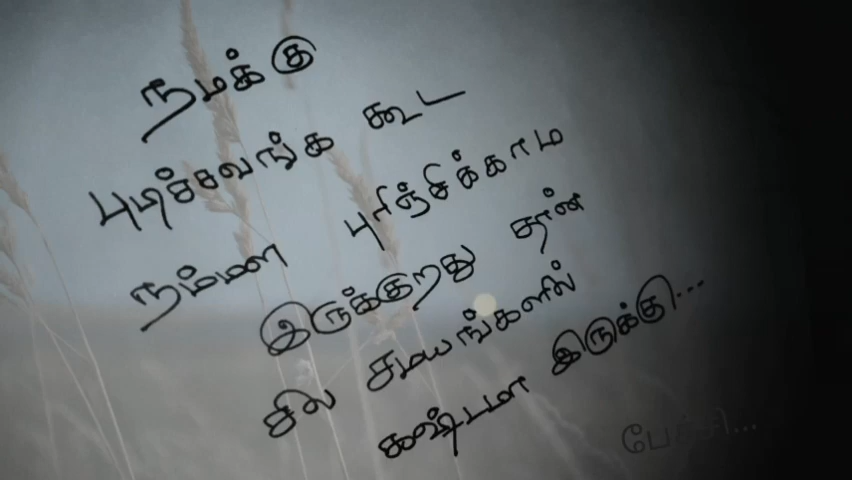 நமக்கு
புடிச்சவங்க கூட
நம்மள புரிஞ்சிக்காம
இருக்குறது தான்
சில சமயங்களில்
கஷ்டமா இருக்கு...